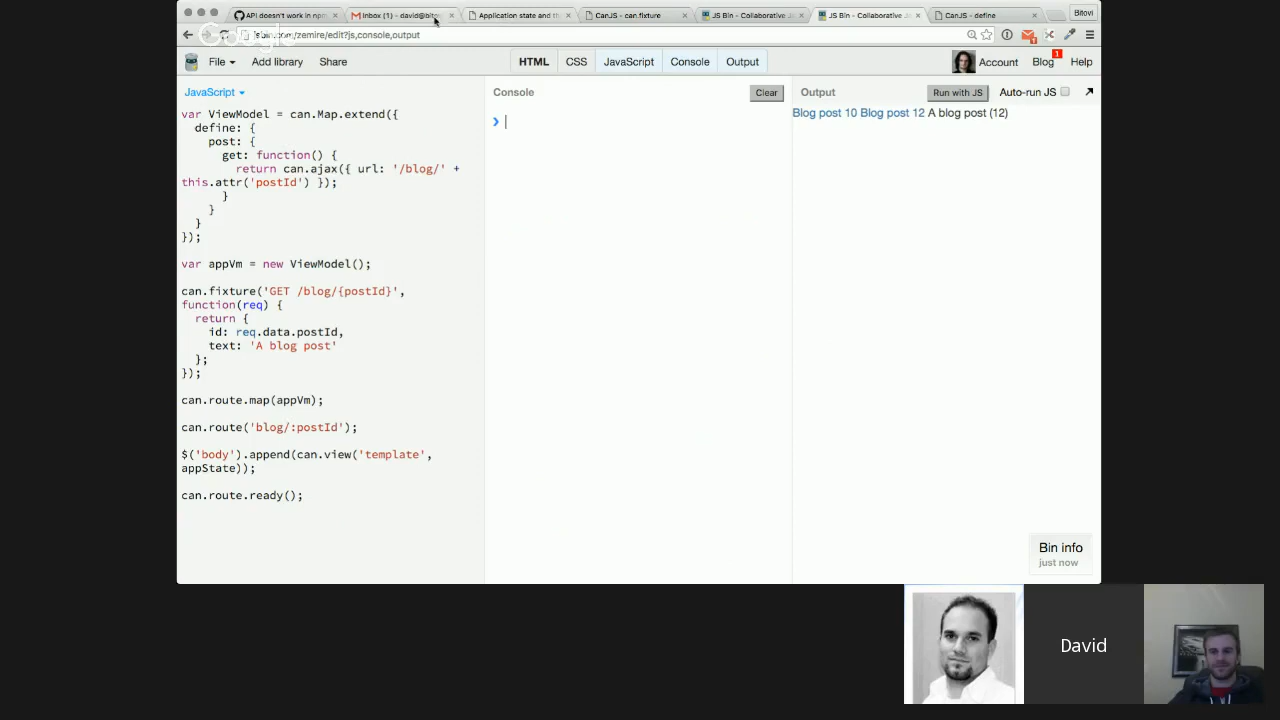 API doesn't work in npm
Inbox (1) - david@bito
Application state and th
CanJS - can.fixture
JS Bin - Collaborative Ja
JS Bin - Collaborative Ja
CanJS - define
Bitovi
Google
jsbin.com/zemire/edit?js,console,output
File
Add library
Share
HTML
CSS
JavaScript
Console
Output
Account
Blog
1
Help
JavaScript
Console
Clear
Output
Run with JS
Auto-run JS
var ViewModel = can.Map.extend({
define: {
post: {
get: function() {
return can.ajax({ url: '/blog/' +
this.attr('postId') });
}
}
}
});
var appVm = new ViewModel();
can.fixture('GET /blog/{postId}',
function(req) {
return {
id: req.data.postId,
text: 'A blog post'
};
});
can.route.map(appVm);
can.route('blog/:postId');
$('body').append(can.view('template',
appState));
can.route.ready();
Blog post 10 Blog post 12 A blog post (12)
Bin info
just now
David